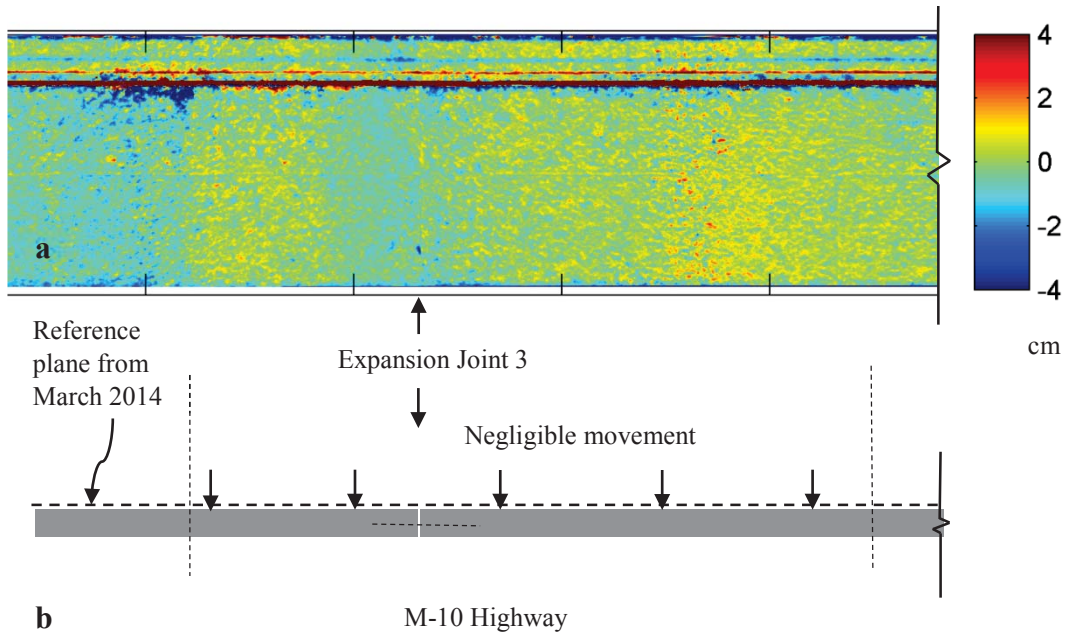 4
2
0
-2
-4
cm
a
Reference
plane from
March 2014
Expansion Joint 3
Negligible movement
b
M-10 Highway